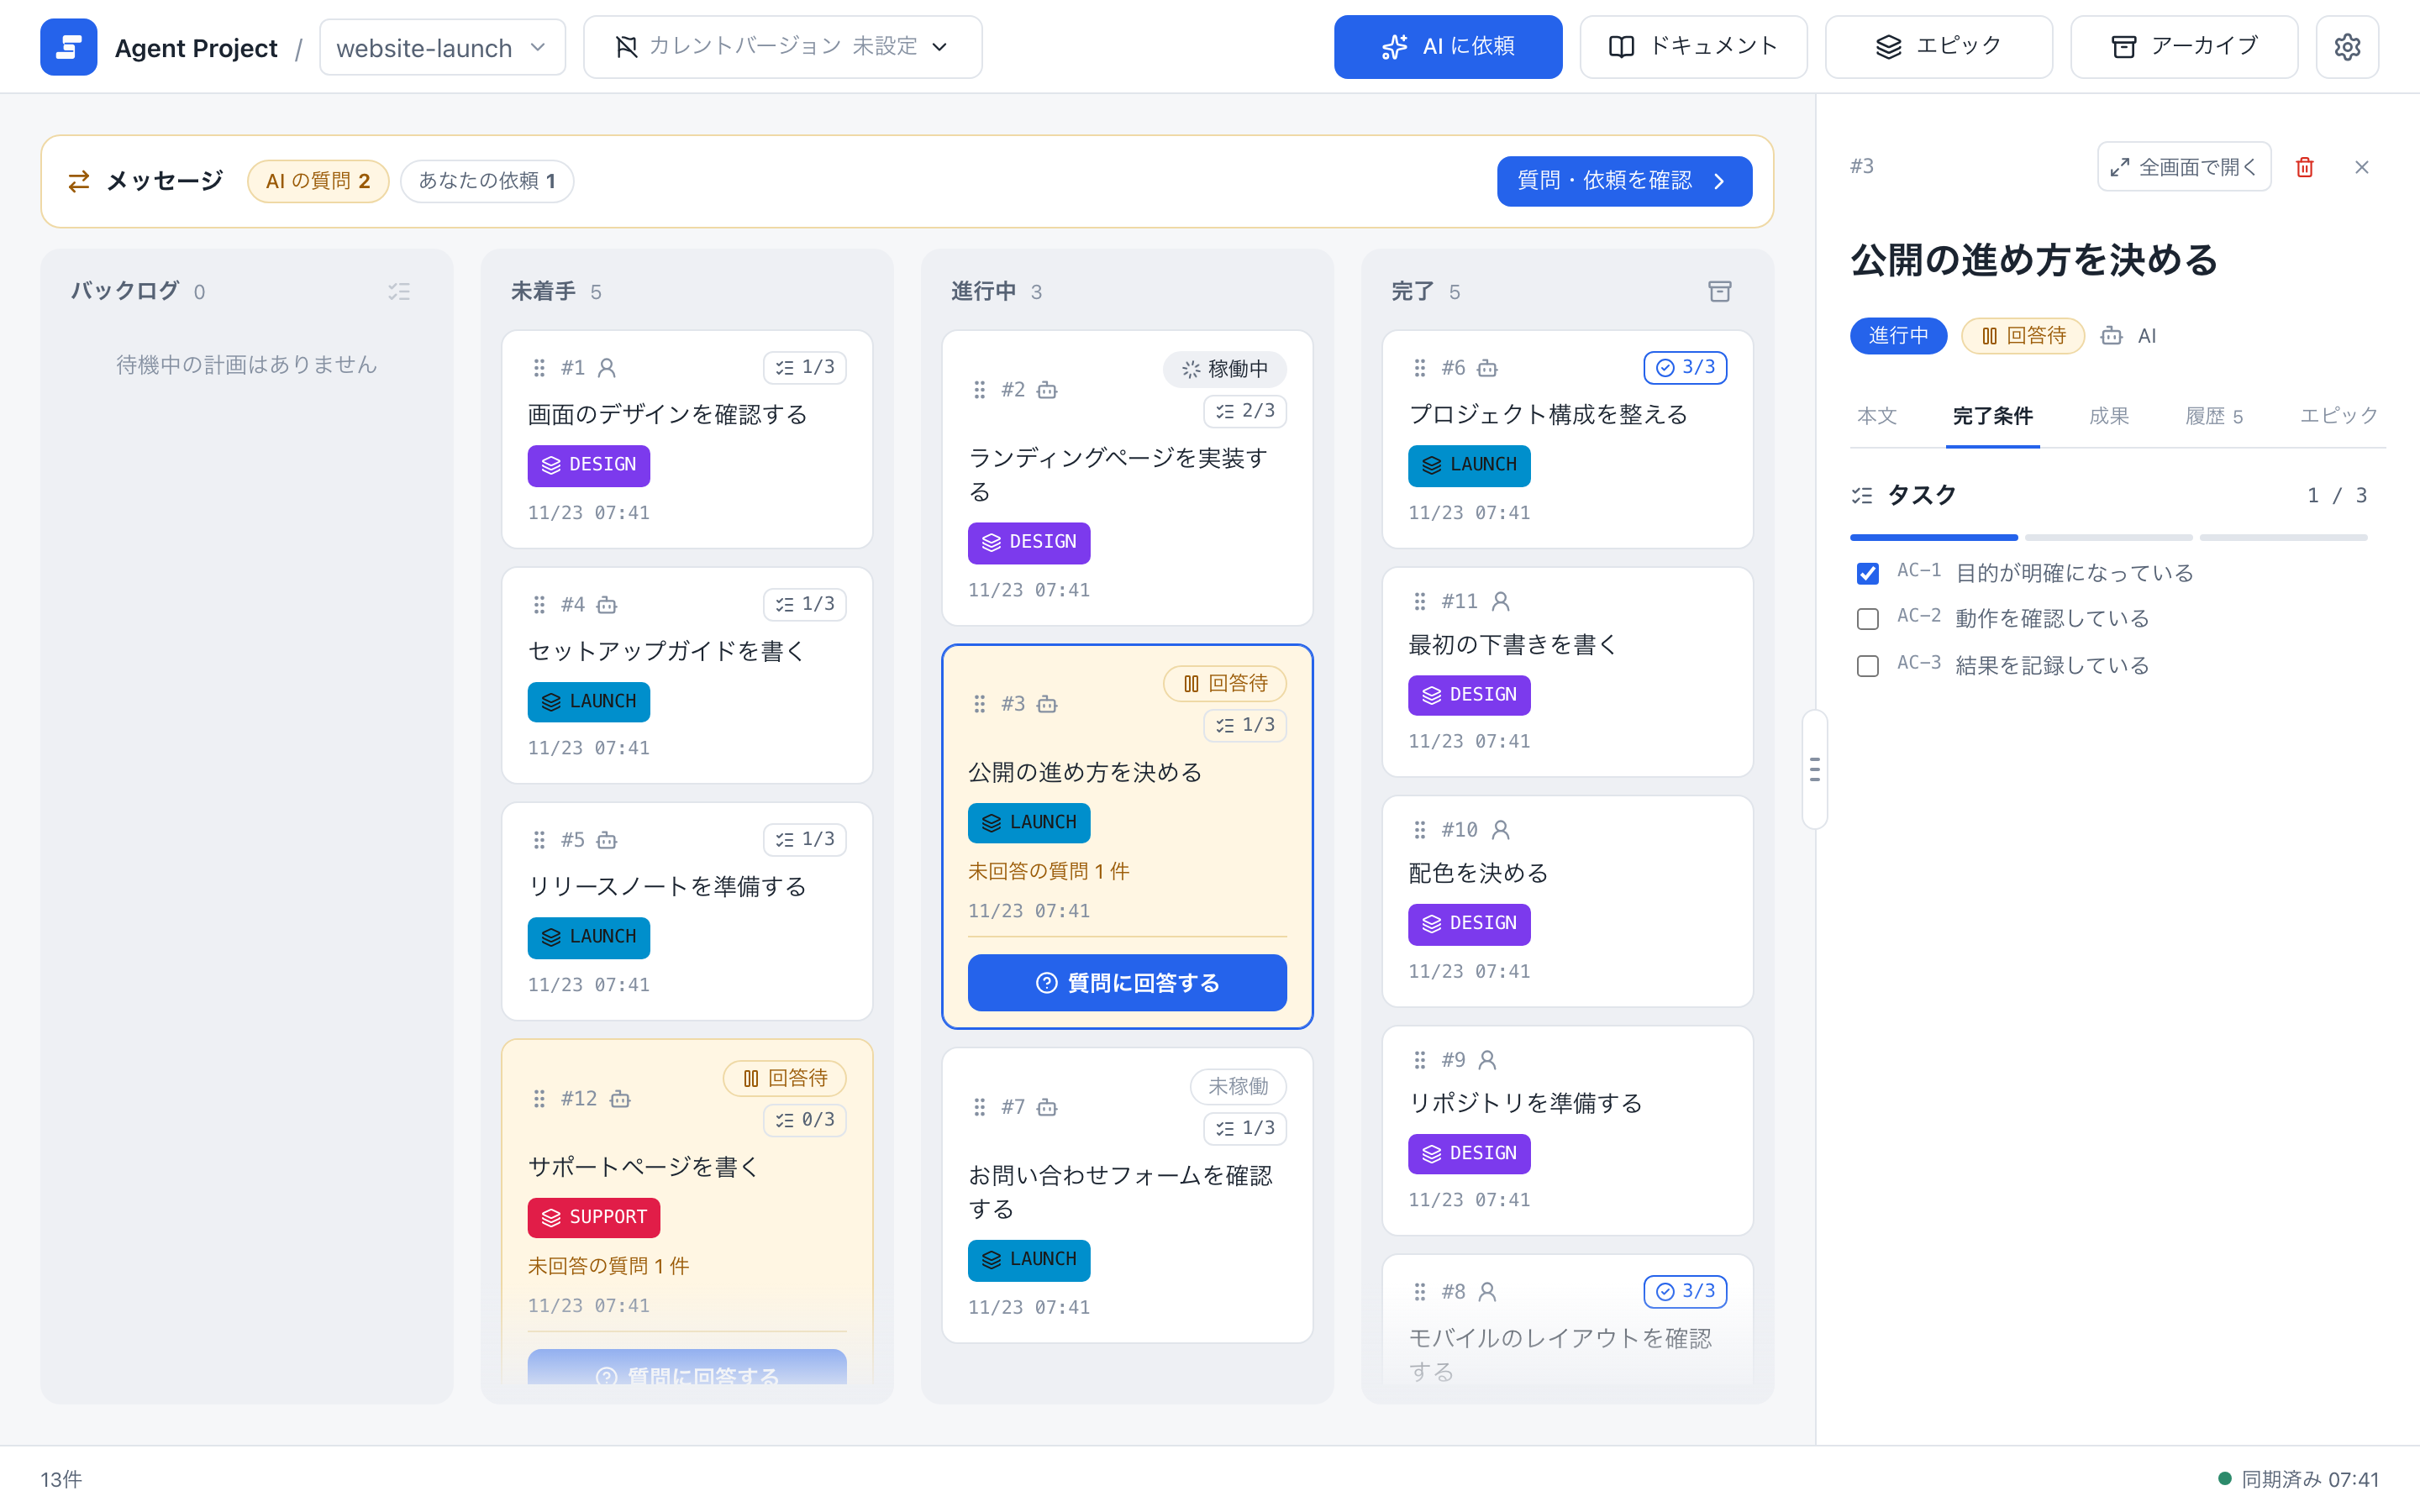 Agent Project / website-launch
カレントバージョン 未設定
AI に依頼
ドキュメント
エピック
アーカイブ
メッセージ
AI の質問 2
あなたの依頼 1
質問・依頼を確認
バックログ 0
待機中の計画はありません
未着手 5
#1
1/3
画面のデザインを確認する
DESIGN
11/23 07:41
#4
1/3
セットアップガイドを書く
LAUNCH
11/23 07:41
#5
1/3
リリースノートを準備する
LAUNCH
11/23 07:41
#12
回答待
0/3
サポートページを書く
SUPPORT
未回答の質問 1 件
11/23 07:41
質問に回答する
進行中 3
#2
稼働中
2/3
ランディングページを実装す
る
DESIGN
11/23 07:41
#3
回答待
1/3
公開の進め方を決める
LAUNCH
未回答の質問 1 件
11/23 07:41
質問に回答する
#7
未稼働
1/3
お問い合わせフォームを確認
する
LAUNCH
11/23 07:41
完了 5
#6
3/3
プロジェクト構成を整える
LAUNCH
11/23 07:41
#11
最初の下書きを書く
DESIGN
11/23 07:41
#10
配色を決める
DESIGN
11/23 07:41
#9
リポジトリを準備する
DESIGN
11/23 07:41
#8
3/3
モバイルのレイアウトを確認
する
#3
全画面で開く
公開の進め方を決める
進行中
回答待
AI
本文
完了条件
成果
履歴 5
エピック
タスク
1 / 3
AC-1 目的が明確になっている
AC-2 動作を確認している
AC-3 結果を記録している
13件
同期済み 07:41